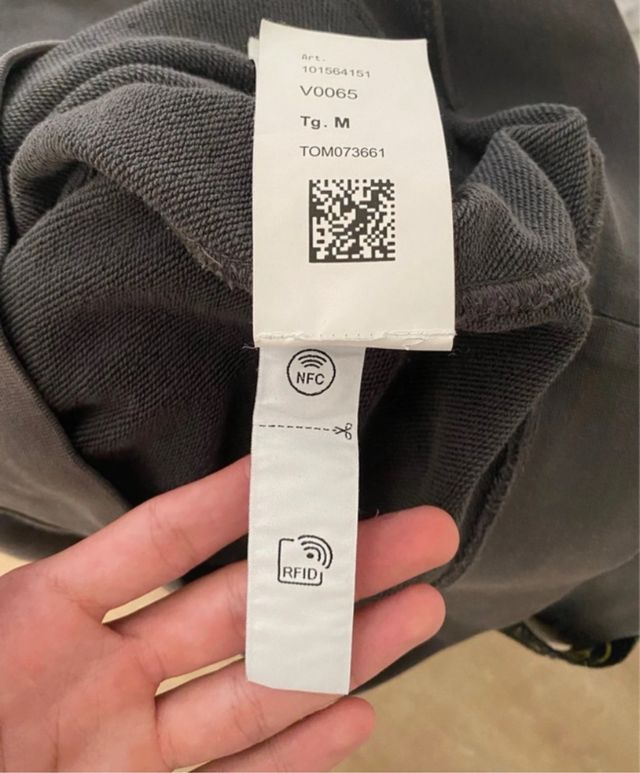 Art.
101564151
V0065
Tg. M
TOM073661
NFC
RFID